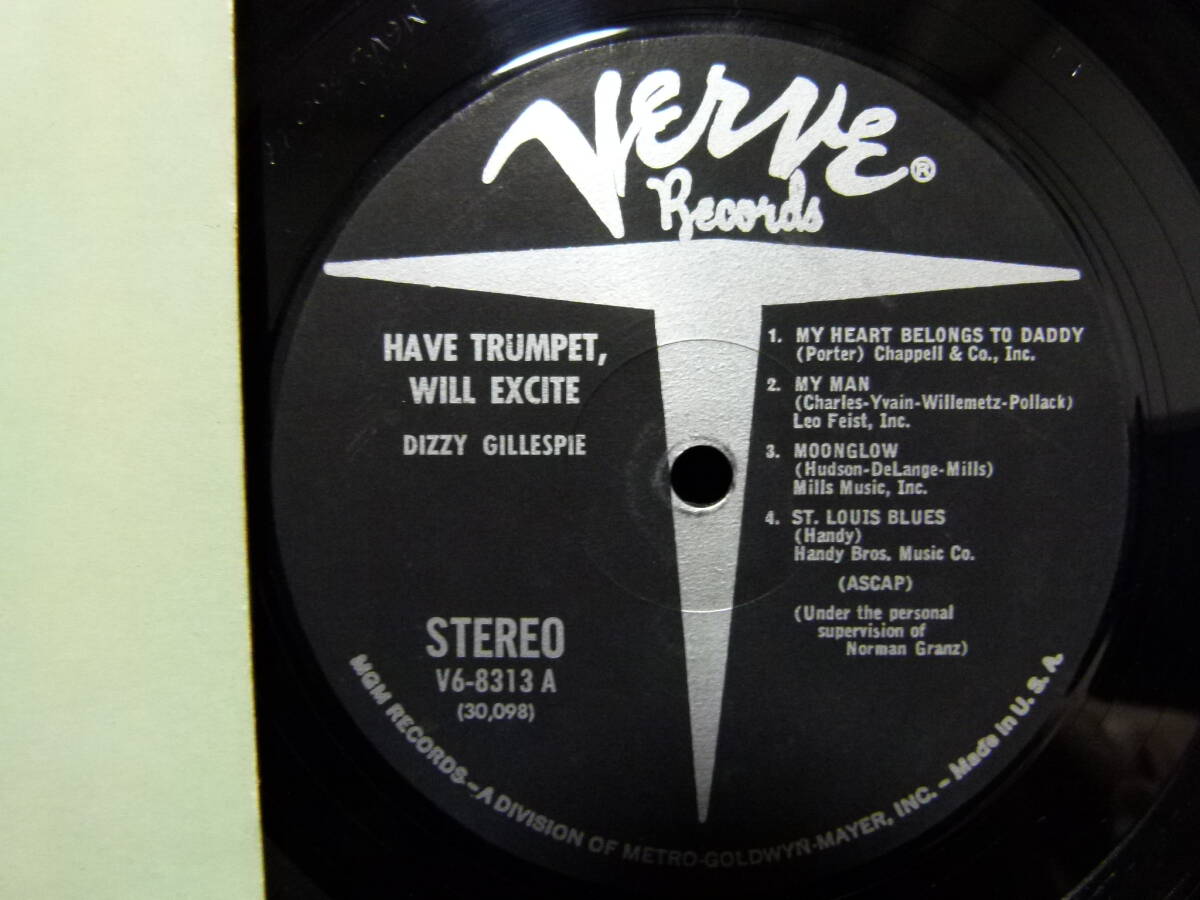 Verve®
Records
HAVE TRUMPET,
WILL EXCITE
DIZZY GILLESPIE
1. MY HEART BELONGS TO DADDY
(Porter) Chappell & Co., Inc.
2. MY MAN
(Charles-Yvain-Willemetz-Pollack)
Leo Feist, Inc.
3. MOONGLOW
(Hudson-DeLange-Mills)
Mills Music, Inc.
4. ST. LOUIS BLUES
(Handy)
Handy Bros. Music Co.
(ASCAP)
(Under the personal
supervision of
Norman Granz)
STEREO
V6-8313 A
(30,098)
MGM RECORDS – A DIVISION OF METRO-GOLDWYN-MAYER, INC. – Made in U. S. A.